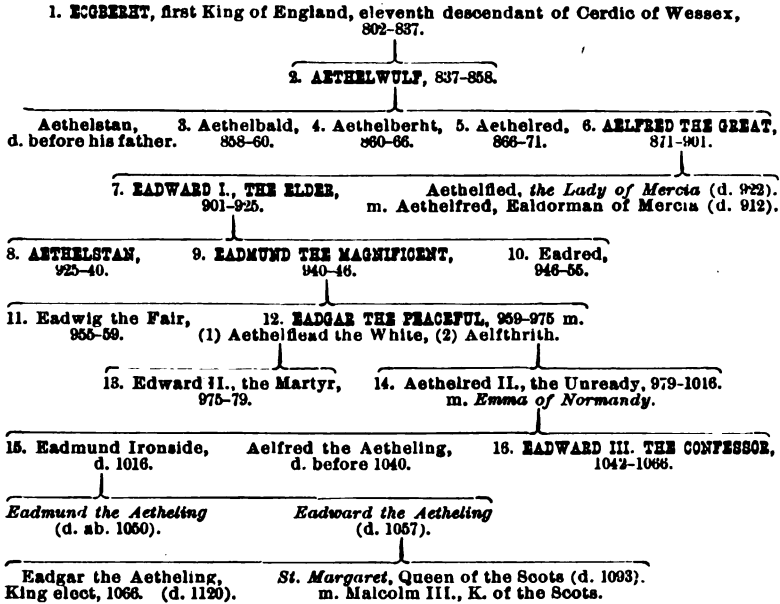 1. ECGBERHT, first King of England, eleventh descendant of Cerdic of Wessex,
802–837.
2. AETHELWULF, 837–858.
Aethelstan, 3. Aethelbald, 4. Aethelberht, 5. Aethelred, 6. AELFRED THE GREAT,
d. before his father. 858–60. 860–66. 866–71. 871–901.
7. EADWARD I., THE ELDER, Aethelfled, the Lady of Mercia (d. 922).
901–925. m. Aethelfred, Ealdorman of Mercia (d. 912).
8. AETHELSTAN, 9. EADMUND THE MAGNIFICENT, 10. Eadred,
925–40. 940–46. 946–55.
11. Eadwig the Fair, 12. EADGAR THE PEACEFUL, 959–975 m.
955–59. (1) Aethelflead the White, (2) Aelfthrith.
13. Edward II., the Martyr, 14. Aethelred II., the Unready, 979-1016.
975–79. m. Emma of Normandy.
15. Eadmund Ironside, Aelfred the Aetheling, 16. EADWARD III. THE CONFESSOR,
d. 1016. d. before 1040. 1042–1066.
Eadmund the Aetheling Eadward the Aetheling
(d. ab. 1050). (d. 1057).
Eadgar the Aetheling, St. Margaret, Queen of the Scots (d. 1093).
King elect, 1066. (d. 1120). m. Malcolm III., K. of the Scots.